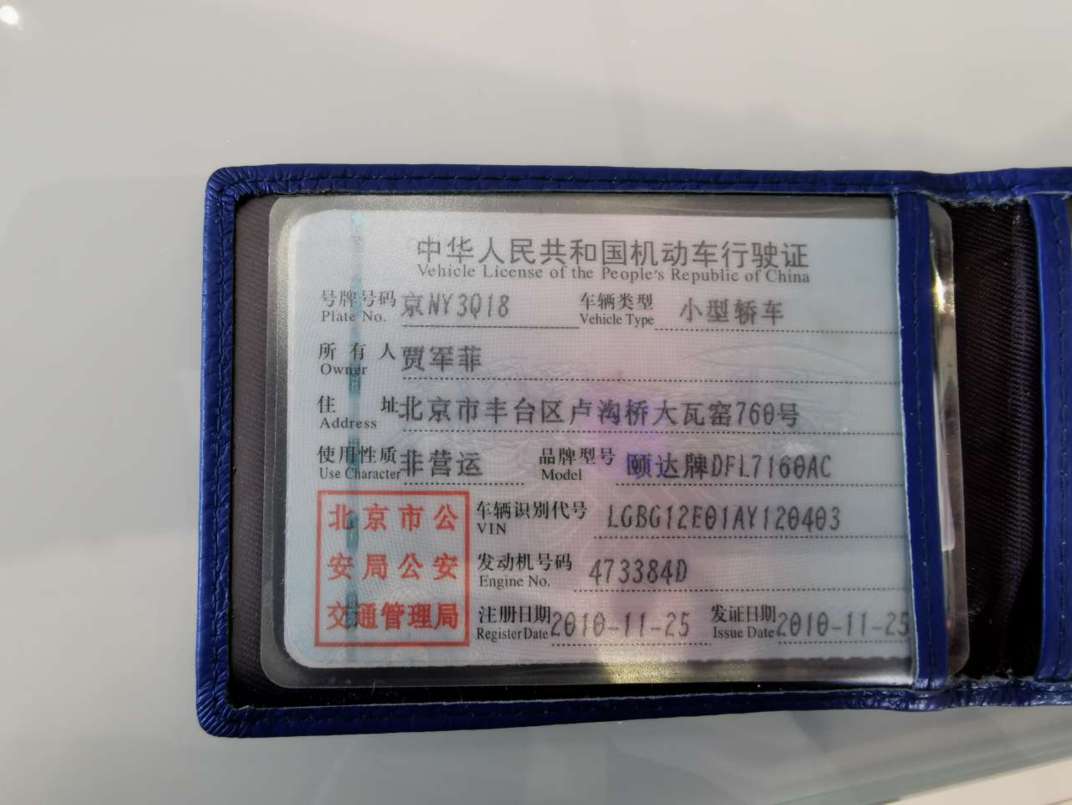 中华人民共和国机动车行驶证
Vehicle License of the People's Republic of China
号牌号码 京NY3Q18 车辆类型 小型轿车
Plate No. Vehicle Type
所有人 贾军菲
Owner
住址 北京市丰台区卢沟桥大瓦窑760号
Address
使用性质 非营运 品牌型号 颐达牌DFL7160AC
Use Character Model
北京市公
安局公安
交通管理局
车辆识别代号 LGBG12E01AY120403
VIN
发动机号码 473384D
Engine No.
注册日期 2010-11-25 发证日期 2010-11-25
Register Date Issue Date